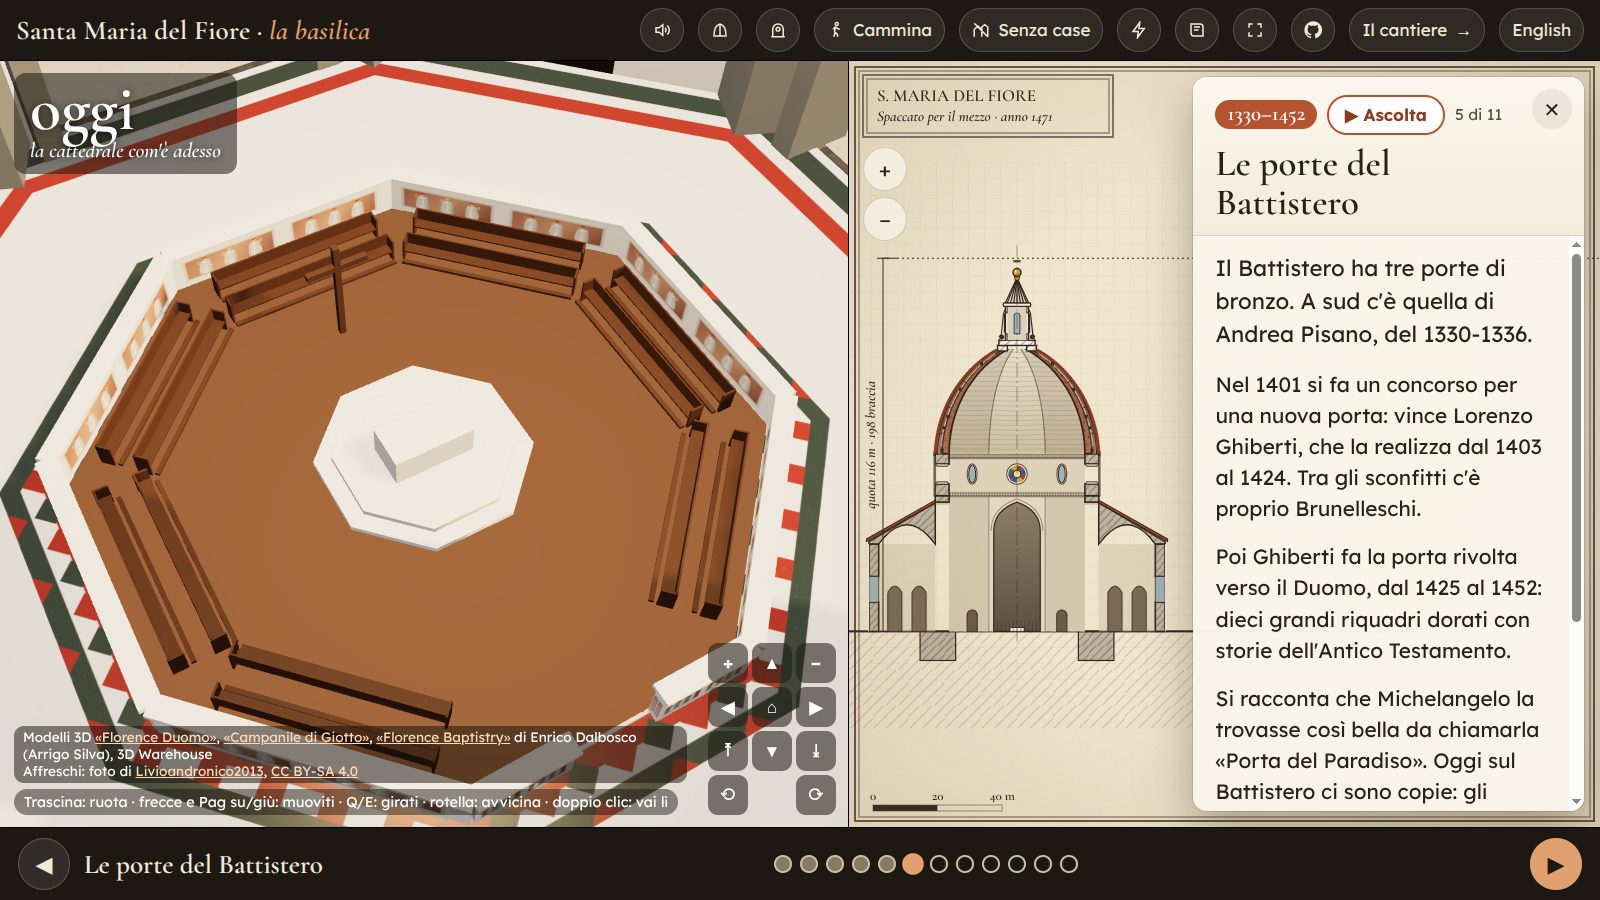 Santa Maria del Fiore · la basilica
Cammina
Senza case
Il cantiere →
English
oggi
la cattedrale com'è adesso
S. MARIA DEL FIORE
Spaccato per il mezzo · anno 1471
+
−
quota 116 m · 198 braccia
0 20 40 m
1330–1452
▶ Ascolta
5 di 11
✕
Le porte del
Battistero
Il Battistero ha tre porte di
bronzo. A sud c'è quella di
Andrea Pisano, del 1330-1336.
Nel 1401 si fa un concorso per
una nuova porta: vince Lorenzo
Ghiberti, che la realizza dal 1403
al 1424. Tra gli sconfitti c'è
proprio Brunelleschi.
Poi Ghiberti fa la porta rivolta
verso il Duomo, dal 1425 al 1452:
dieci grandi riquadri dorati con
storie dell'Antico Testamento.
Si racconta che Michelangelo la
trovasse così bella da chiamarla
«Porta del Paradiso». Oggi sul
Battistero ci sono copie: gli
Modelli 3D «Florence Duomo», «Campanile di Giotto», «Florence Baptistry» di Enrico Dalbosco
(Arrigo Silva), 3D Warehouse
Affreschi: foto di Livioandronico2013, CC BY-SA 4.0
Trascina: ruota · frecce e Pag su/giù: muoviti · Q/E: girati · rotella: avvicina · doppio clic: vai lì
Le porte del Battistero